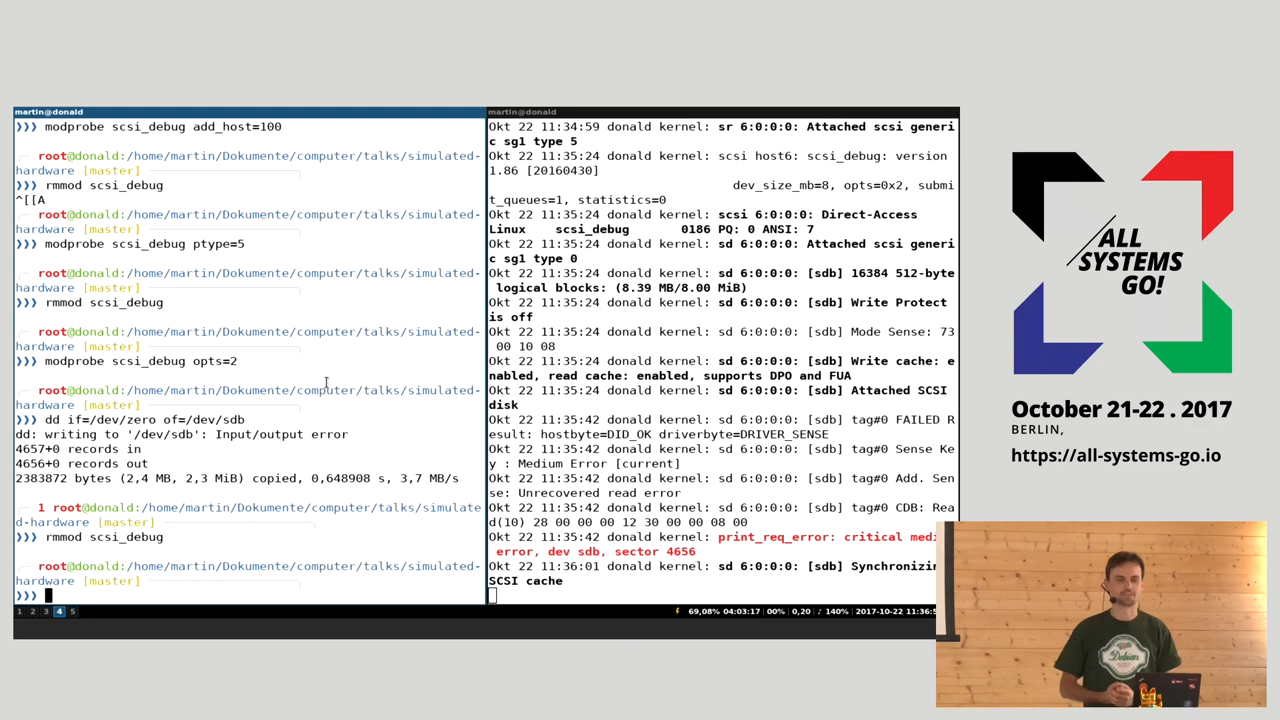 martin@donald
❯❯❯ modprobe scsi_debug add_host=100
root@donald:/home/martin/Dokumente/computer/talks/simulated-
hardware [master]
❯❯❯ rmmod scsi_debug
^[[A
root@donald:/home/martin/Dokumente/computer/talks/simulated-
hardware [master]
❯❯❯ modprobe scsi_debug ptype=5
root@donald:/home/martin/Dokumente/computer/talks/simulated-
hardware [master]
❯❯❯ rmmod scsi_debug
root@donald:/home/martin/Dokumente/computer/talks/simulated-
hardware [master]
❯❯❯ modprobe scsi_debug opts=2
root@donald:/home/martin/Dokumente/computer/talks/simulated-
hardware [master]
❯❯❯ dd if=/dev/zero of=/dev/sdb
dd: writing to '/dev/sdb': Input/output error
4657+0 records in
4656+0 records out
2383872 bytes (2,4 MB, 2,3 MiB) copied, 0,648908 s, 3,7 MB/s
1 root@donald:/home/martin/Dokumente/computer/talks/simulate
d-hardware [master]
❯❯❯ rmmod scsi_debug
root@donald:/home/martin/Dokumente/computer/talks/simulated-
hardware [master]
❯❯❯
martin@donald
Okt 22 11:34:59 donald kernel: sr 6:0:0:0: Attached scsi generi
c sg1 type 5
Okt 22 11:35:24 donald kernel: scsi host6: scsi_debug: version
1.86 [20160430]
dev_size_mb=8, opts=0x2, submi
t_queues=1, statistics=0
Okt 22 11:35:24 donald kernel: scsi 6:0:0:0: Direct-Access
Linux scsi_debug 0186 PQ: 0 ANSI: 7
Okt 22 11:35:24 donald kernel: sd 6:0:0:0: Attached scsi generi
c sg1 type 0
Okt 22 11:35:24 donald kernel: sd 6:0:0:0: [sdb] 16384 512-byte
logical blocks: (8.39 MB/8.00 MiB)
Okt 22 11:35:24 donald kernel: sd 6:0:0:0: [sdb] Write Protect
is off
Okt 22 11:35:24 donald kernel: sd 6:0:0:0: [sdb] Mode Sense: 73
00 10 08
Okt 22 11:35:24 donald kernel: sd 6:0:0:0: [sdb] Write cache: e
nabled, read cache: enabled, supports DPO and FUA
Okt 22 11:35:24 donald kernel: sd 6:0:0:0: [sdb] Attached SCSI
disk
Okt 22 11:35:42 donald kernel: sd 6:0:0:0: [sdb] tag#0 FAILED R
esult: hostbyte=DID_OK driverbyte=DRIVER_SENSE
Okt 22 11:35:42 donald kernel: sd 6:0:0:0: [sdb] tag#0 Sense Ke
y : Medium Error [current]
Okt 22 11:35:42 donald kernel: sd 6:0:0:0: [sdb] tag#0 Add. Sen
se: Unrecovered read error
Okt 22 11:35:42 donald kernel: sd 6:0:0:0: [sdb] tag#0 CDB: Rea
d(10) 28 00 00 00 12 30 00 00 08 00
Okt 22 11:35:42 donald kernel: print_req_error: critical medi
error, dev sdb, sector 4656
Okt 22 11:36:01 donald kernel: sd 6:0:0:0: [sdb] Synchronizin
SCSI cache
1 2 3 4 5
69,08% 04:03:17 00% 0,20 ♪ 140% 2017-10-22 11:36:5
ALL
SYSTEMS
GO!
October 21-22 . 2017
BERLIN,
https://all-systems-go.io
Debian